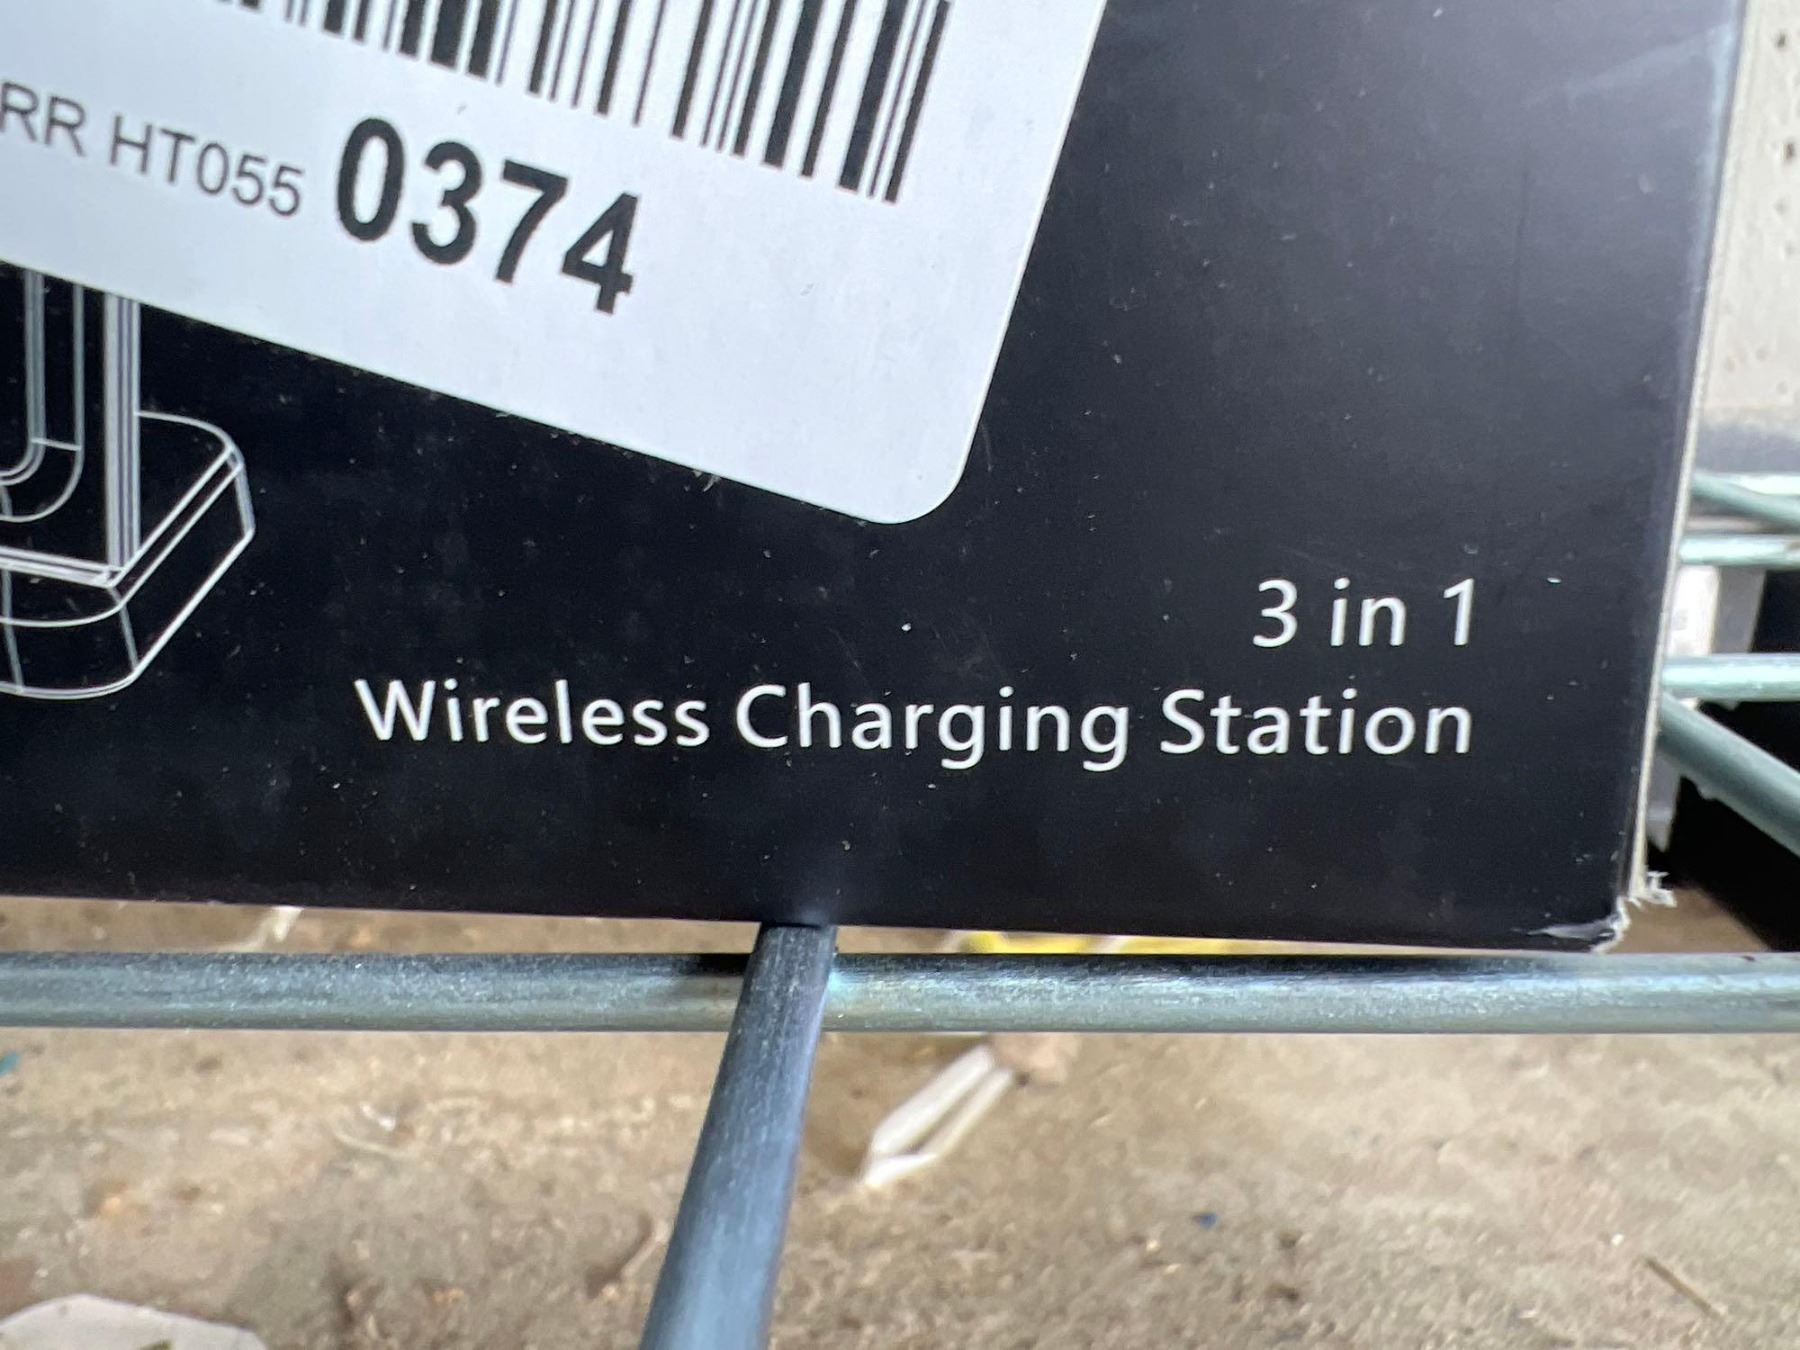 RR HT055 0374
3 in 1
Wireless Charging Station